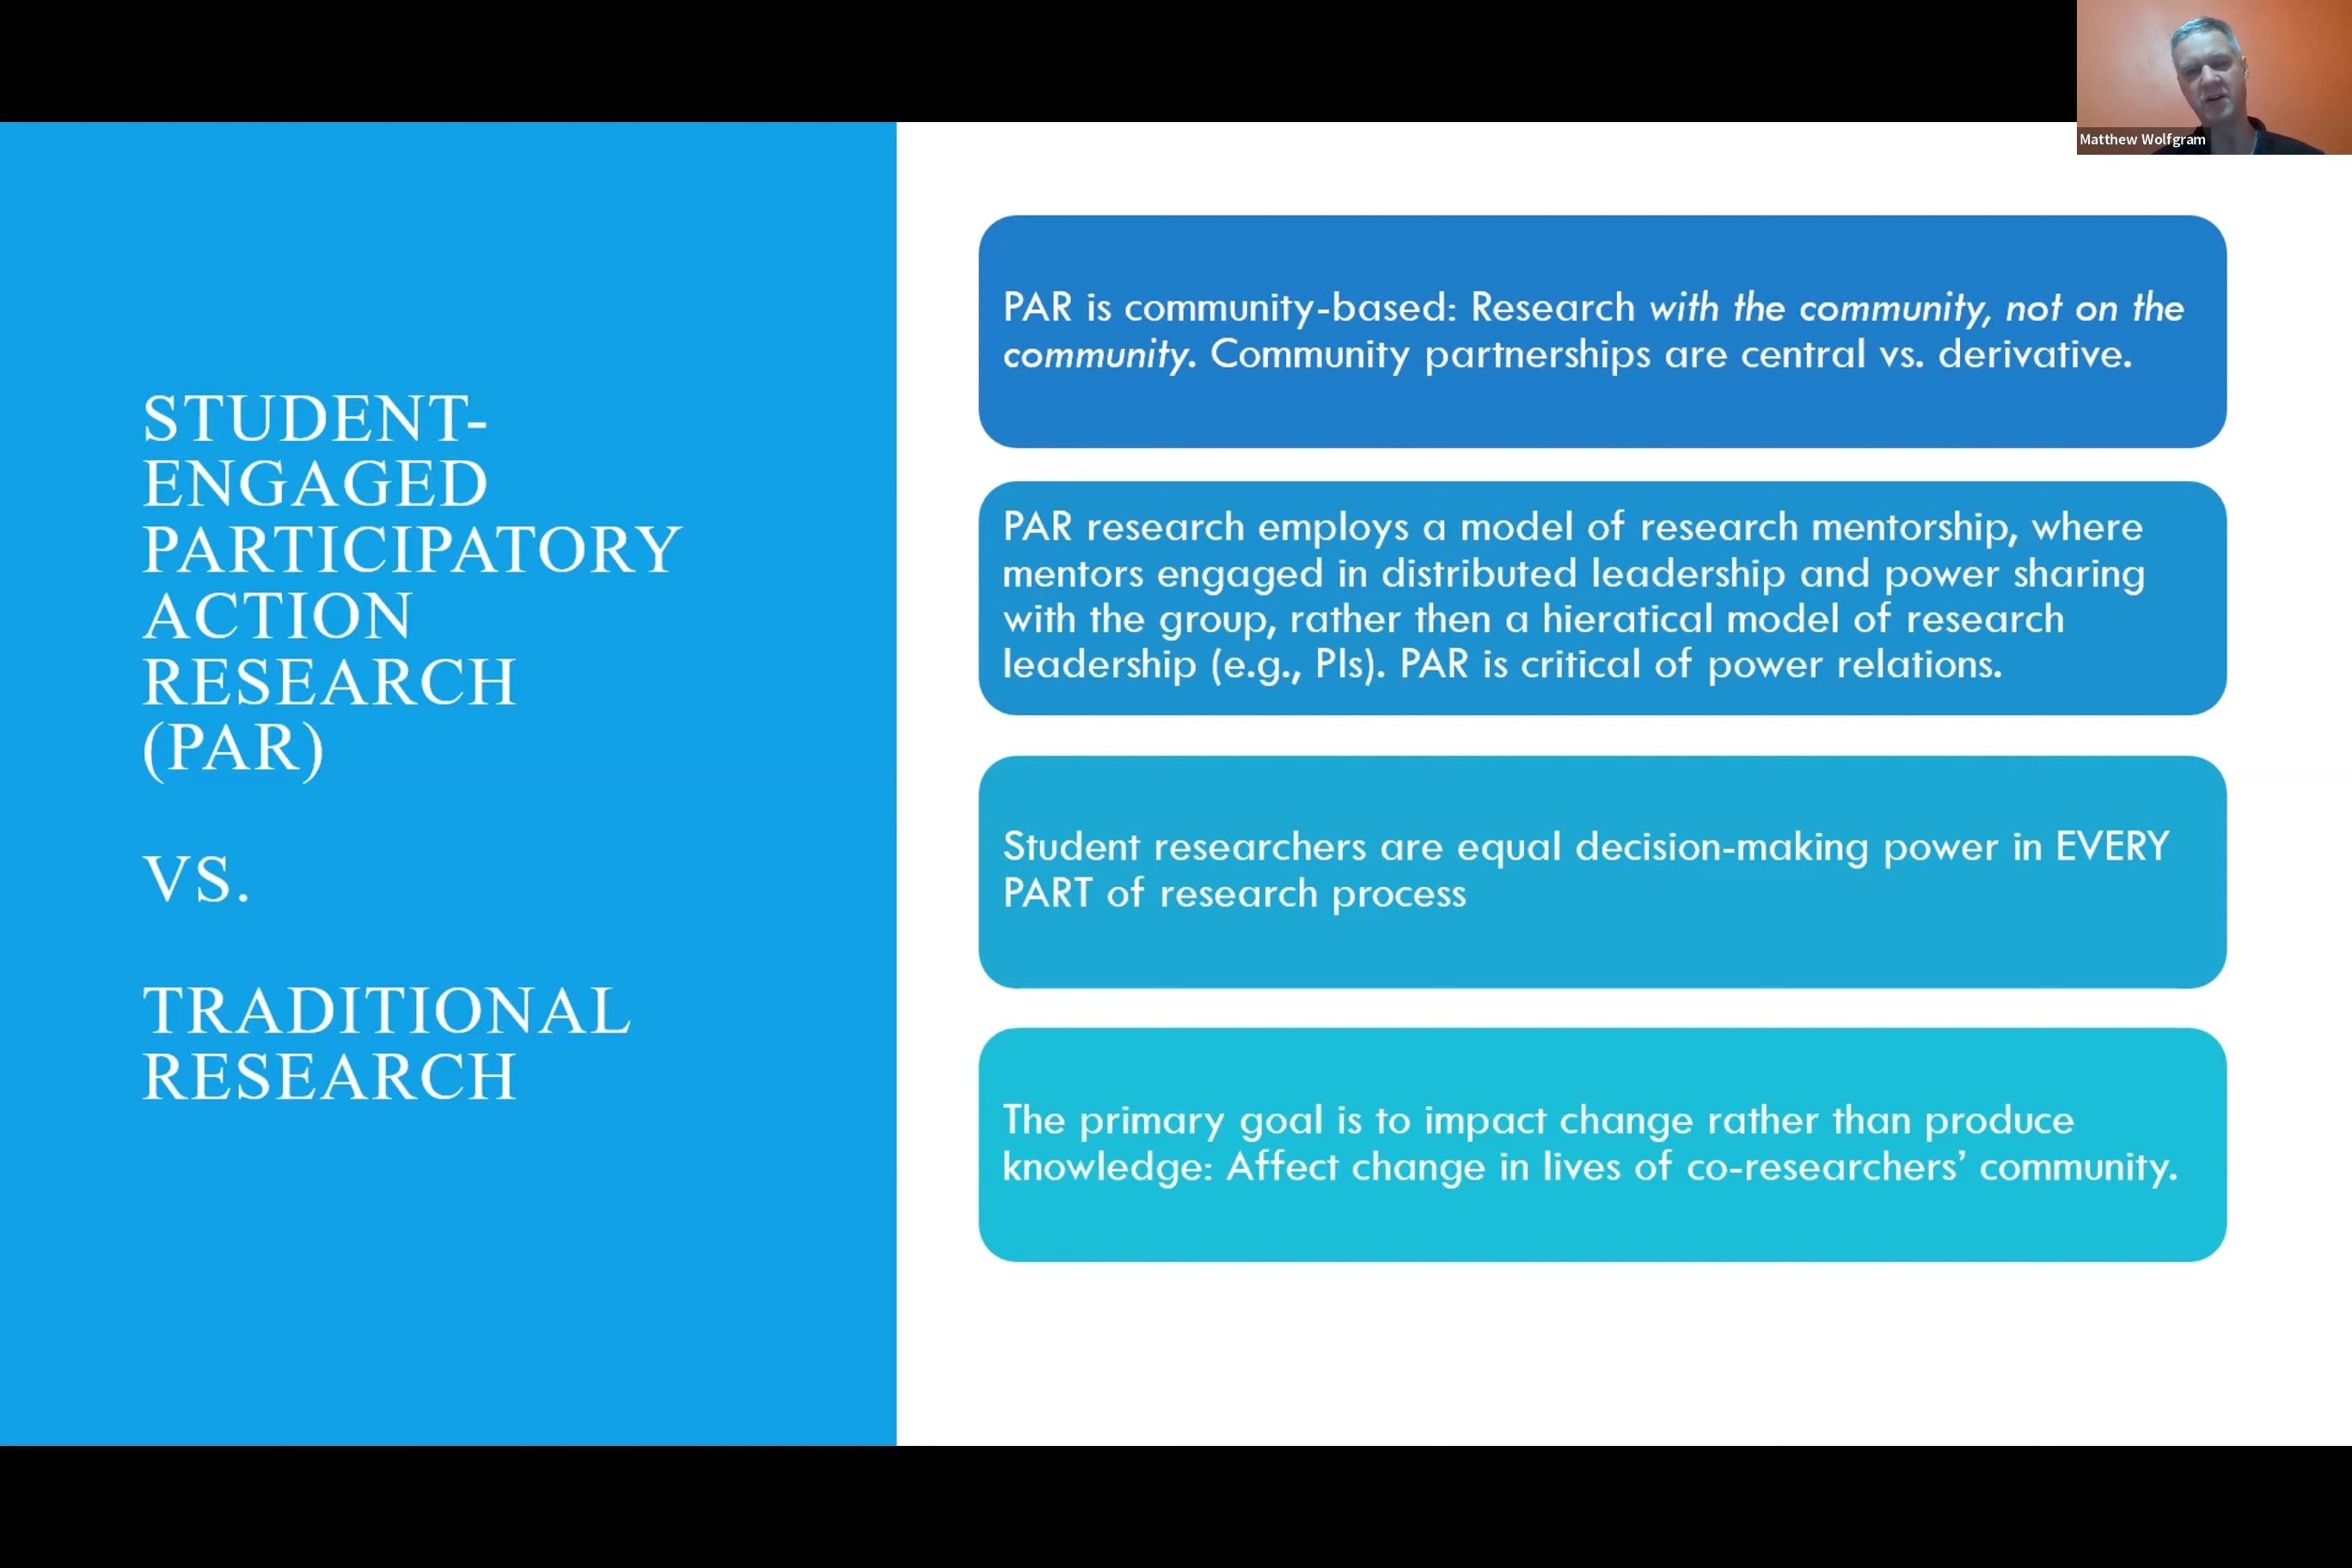 Matthew Wolfgram
STUDENT-
ENGAGED
PARTICIPATORY
ACTION
RESEARCH
(PAR)
VS.
TRADITIONAL
RESEARCH
PAR is community-based: Research with the community, not on the
community. Community partnerships are central vs. derivative.
PAR research employs a model of research mentorship, where
mentors engaged in distributed leadership and power sharing
with the group, rather then a hieratical model of research
leadership (e.g., PIs). PAR is critical of power relations.
Student researchers are equal decision-making power in EVERY
PART of research process
The primary goal is to impact change rather than produce
knowledge: Affect change in lives of co-researchers’ community.